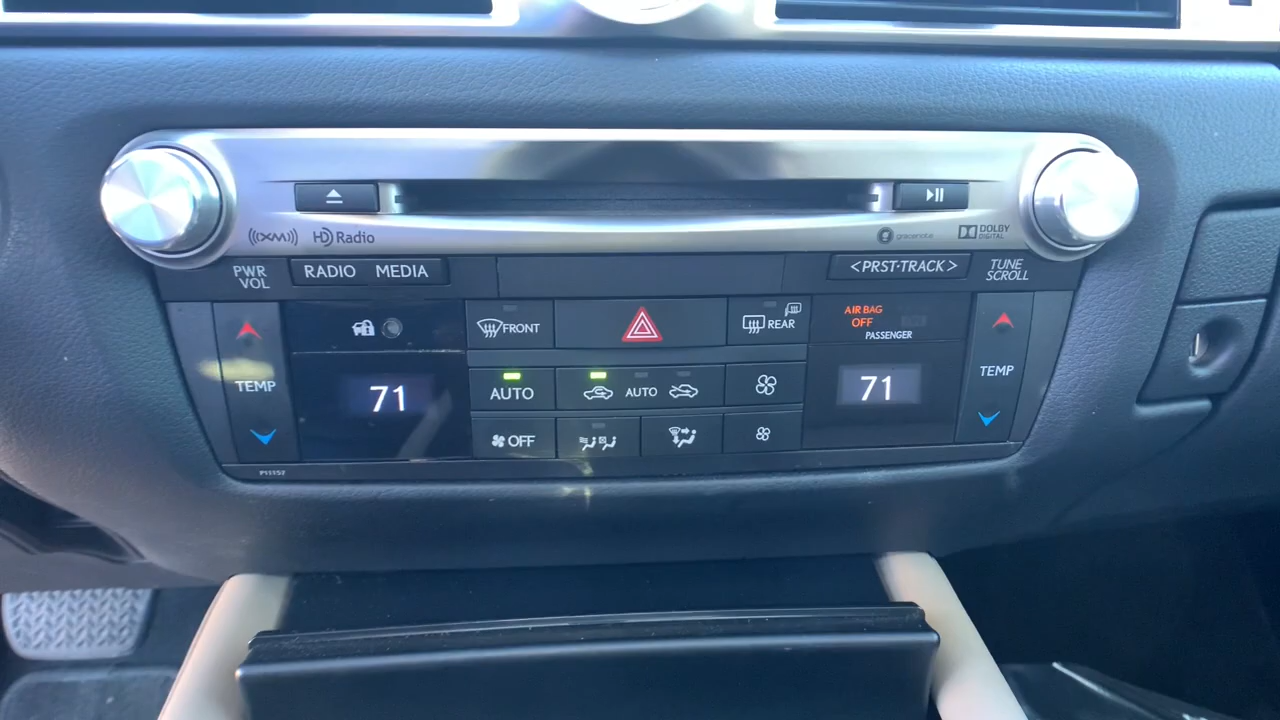 ((XM))
HD Radio
gracenote
DOLBY
DIGITAL
PWR
VOL
RADIO MEDIA
<PRST·TRACK>
TUNE
SCROLL
FRONT
REAR
AIR BAG
OFF
PASSENGER
TEMP
71
AUTO
AUTO
71
TEMP
OFF
P11157